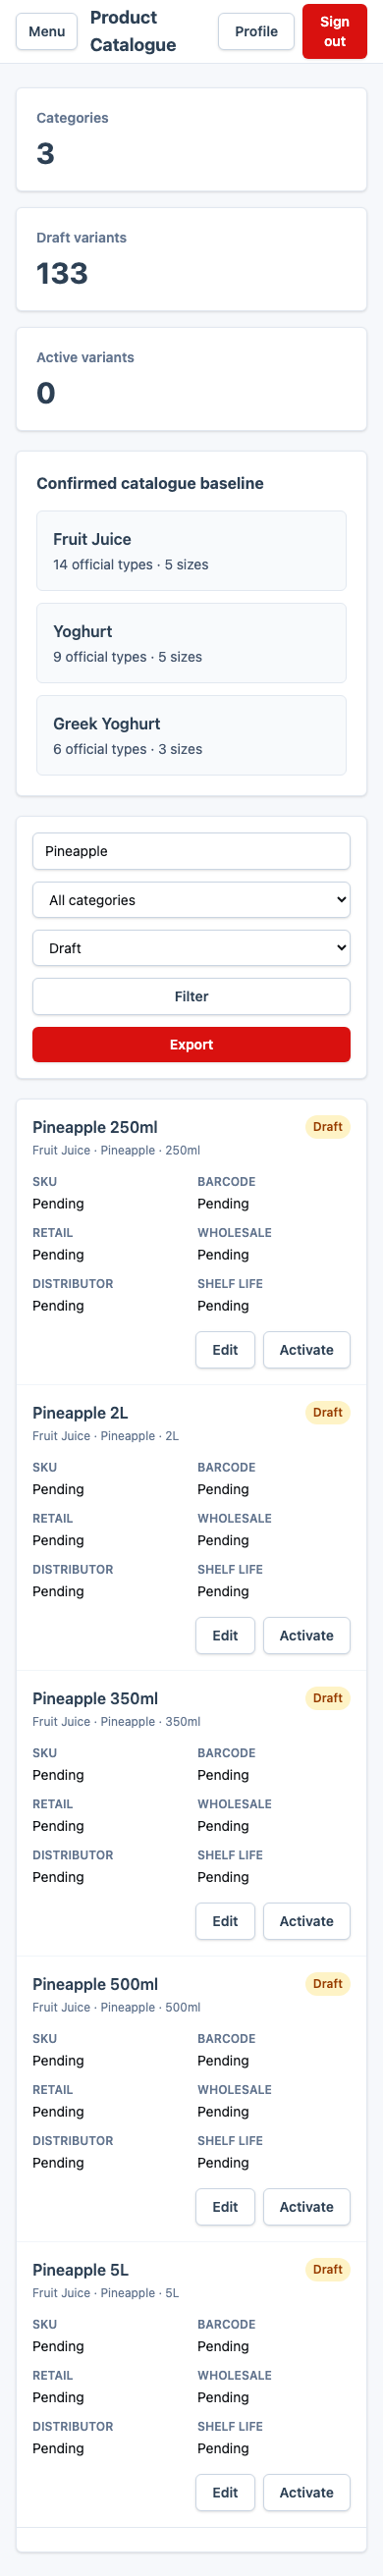 Menu
Product
Catalogue
Profile
Sign
out
Categories
3
Draft variants
133
Active variants
0
Confirmed catalogue baseline
Fruit Juice
14 official types · 5 sizes
Yoghurt
9 official types · 5 sizes
Greek Yoghurt
6 official types · 3 sizes
Pineapple
All categories
Draft
Filter
Export
Pineapple 250ml
Draft
Fruit Juice · Pineapple · 250ml
SKU
BARCODE
Pending
Pending
RETAIL
WHOLESALE
Pending
Pending
DISTRIBUTOR
SHELF LIFE
Pending
Pending
Edit
Activate
Pineapple 2L
Draft
Fruit Juice · Pineapple · 2L
SKU
BARCODE
Pending
Pending
RETAIL
WHOLESALE
Pending
Pending
DISTRIBUTOR
SHELF LIFE
Pending
Pending
Edit
Activate
Pineapple 350ml
Draft
Fruit Juice · Pineapple · 350ml
SKU
BARCODE
Pending
Pending
RETAIL
WHOLESALE
Pending
Pending
DISTRIBUTOR
SHELF LIFE
Pending
Pending
Edit
Activate
Pineapple 500ml
Draft
Fruit Juice · Pineapple · 500ml
SKU
BARCODE
Pending
Pending
RETAIL
WHOLESALE
Pending
Pending
DISTRIBUTOR
SHELF LIFE
Pending
Pending
Edit
Activate
Pineapple 5L
Draft
Fruit Juice · Pineapple · 5L
SKU
BARCODE
Pending
Pending
RETAIL
WHOLESALE
Pending
Pending
DISTRIBUTOR
SHELF LIFE
Pending
Pending
Edit
Activate